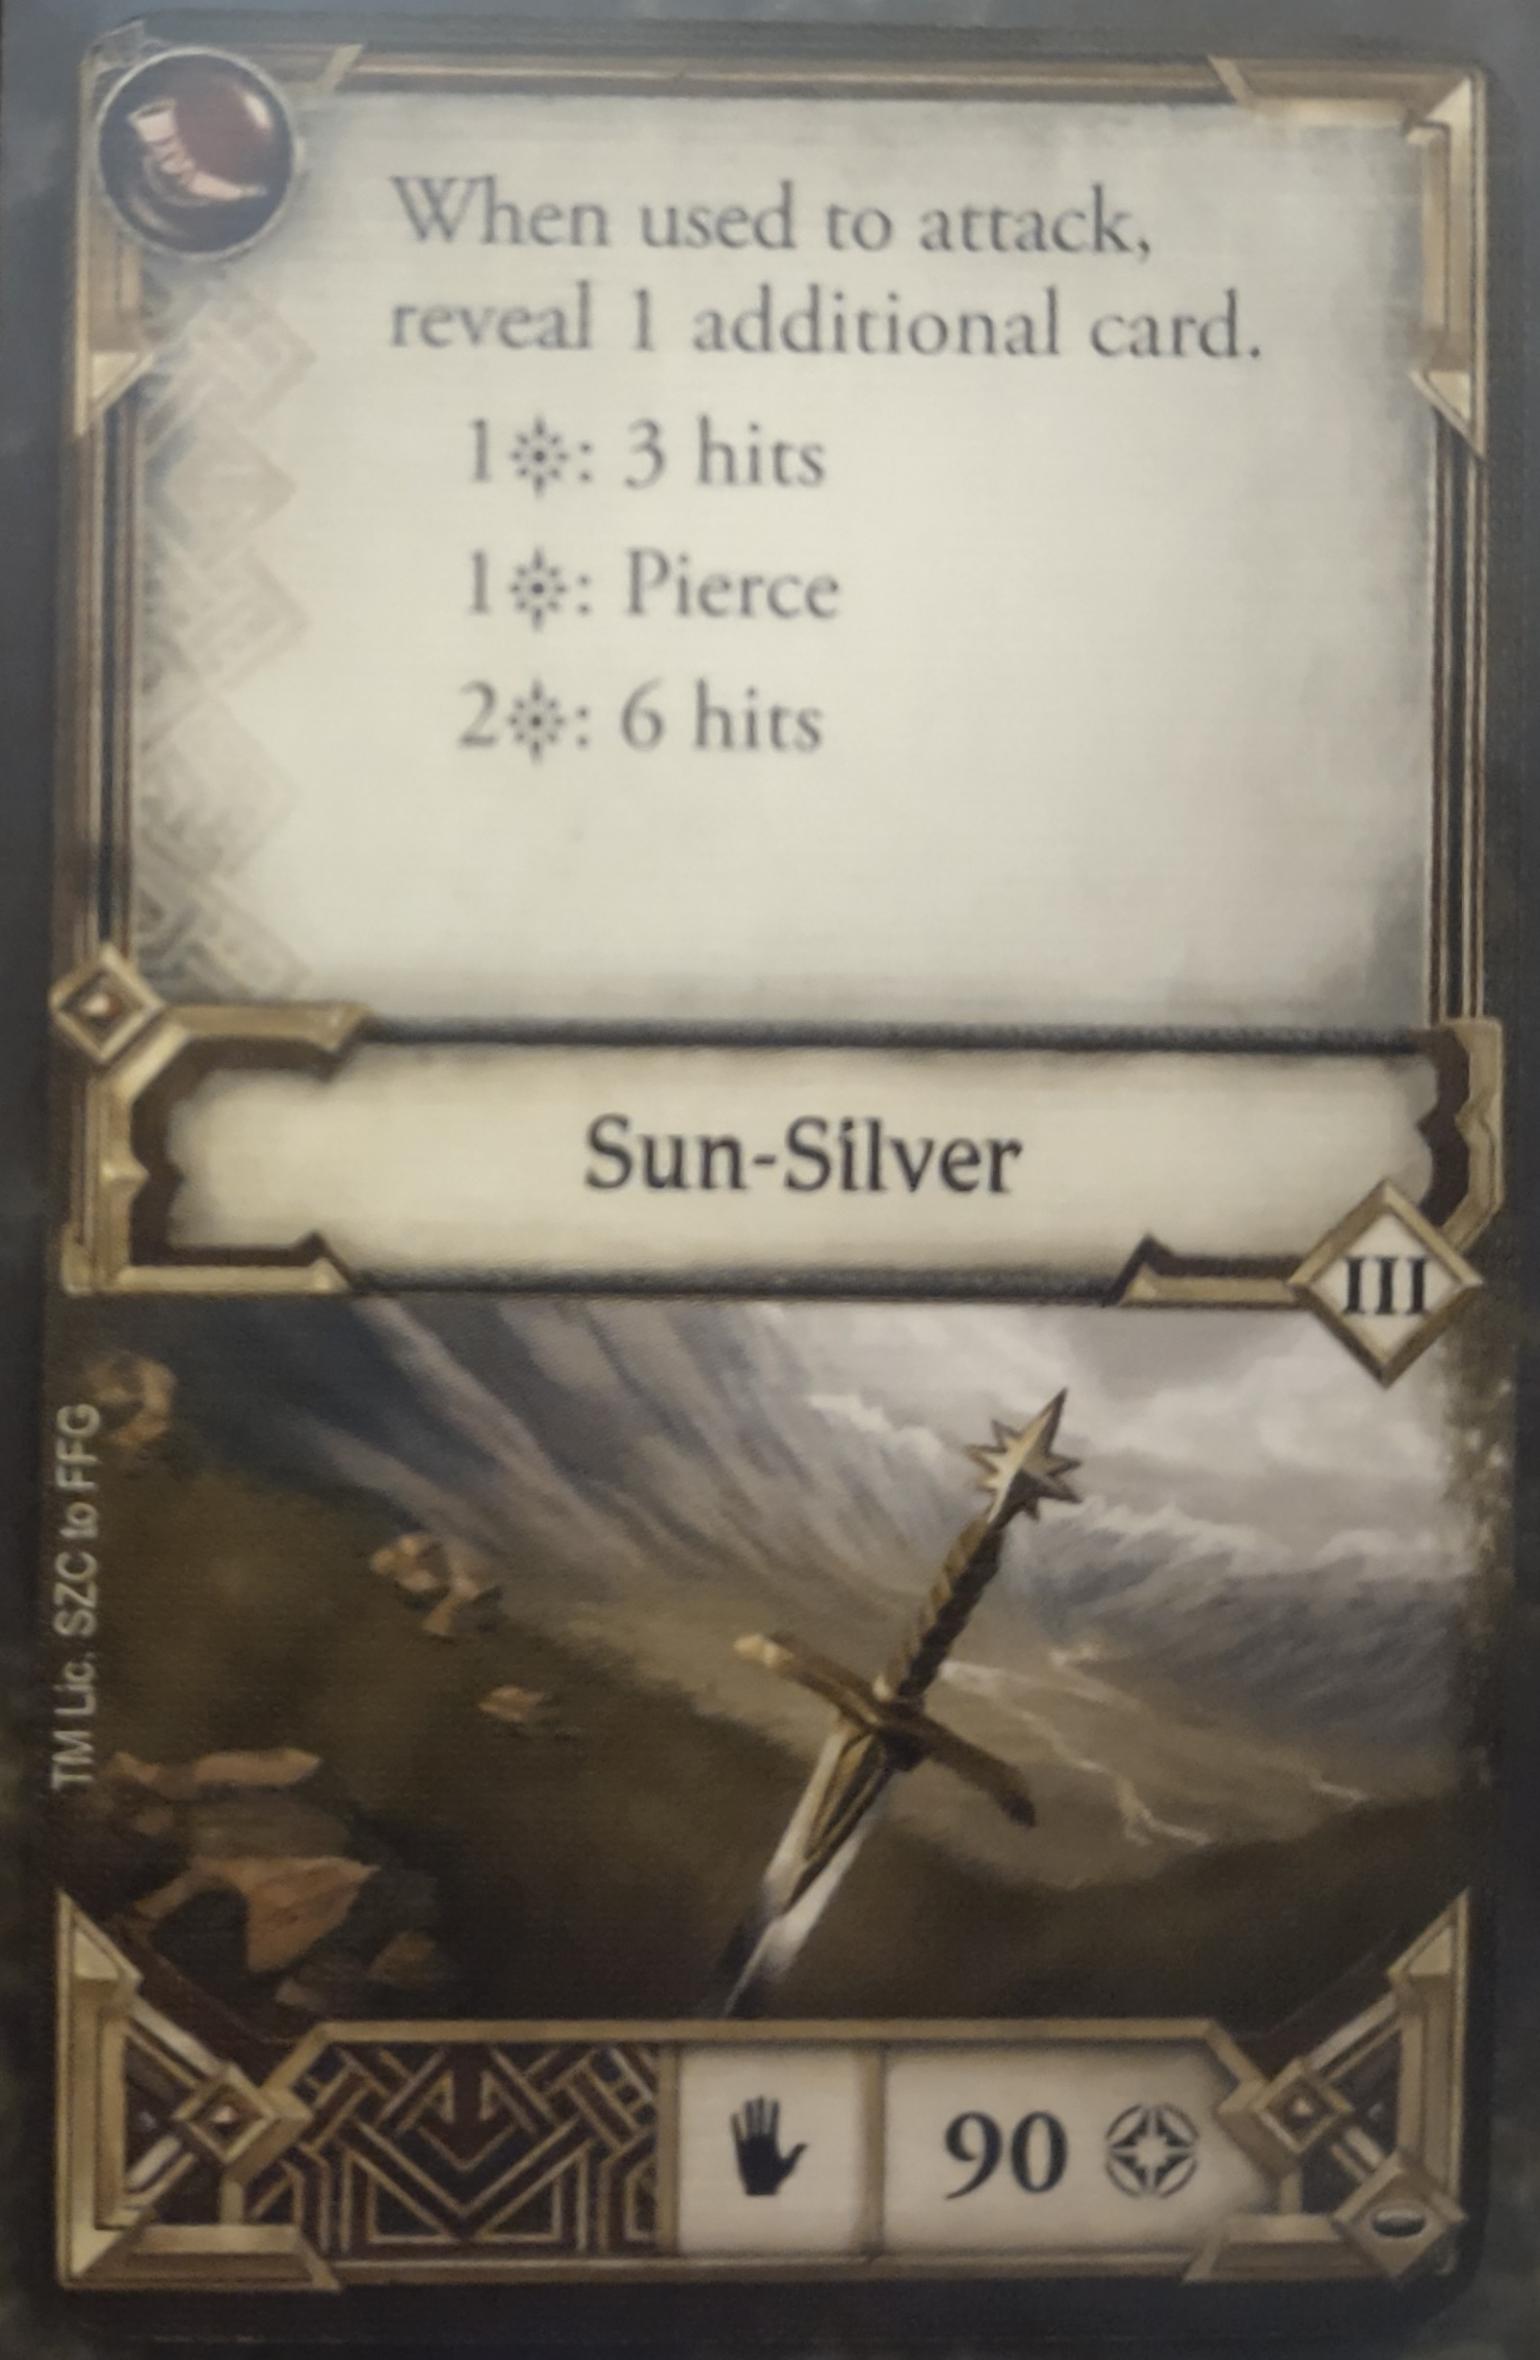 When used to attack,
reveal 1 additional card.
1✷: 3 hits
1✷: Pierce
2✷: 6 hits
Sun-Silver
III
TM Lic. SZC to FFG
90